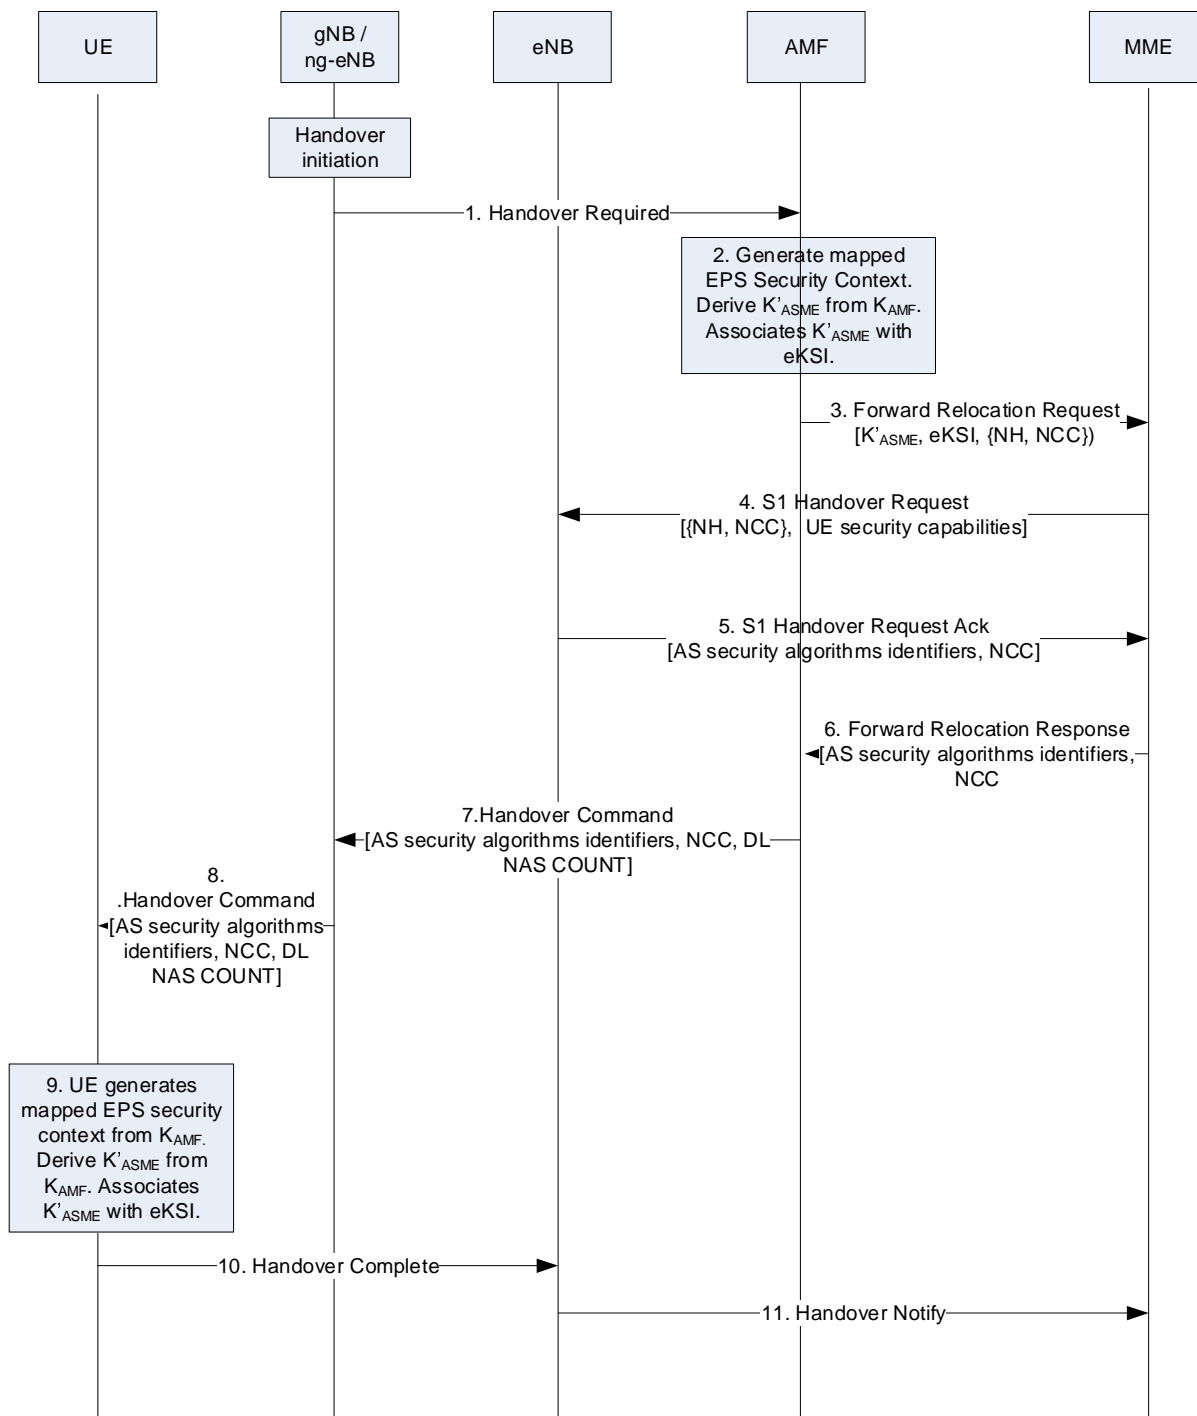 UE
gNB /
ng-eNB
eNB
AMF
MME
Handover
initiation
1. Handover Required
2. Generate mapped
EPS Security Context.
Derive K’ASME from KAMF.
Associates K’ASME with
eKSI.
3. Forward Relocation Request
[K’ASME, eKSI, {NH, NCC})
4. S1 Handover Request
[{NH, NCC}, UE security capabilities]
5. S1 Handover Request Ack
[AS security algorithms identifiers, NCC]
6. Forward Relocation Response
[AS security algorithms identifiers,
NCC
7.Handover Command
[AS security algorithms identifiers, NCC, DL
NAS COUNT]
8.
.Handover Command
[AS security algorithms
identifiers, NCC, DL
NAS COUNT]
9. UE generates
mapped EPS security
context from KAMF.
Derive K’ASME from
KAMF. Associates
K’ASME with eKSI.
10. Handover Complete
11. Handover Notify